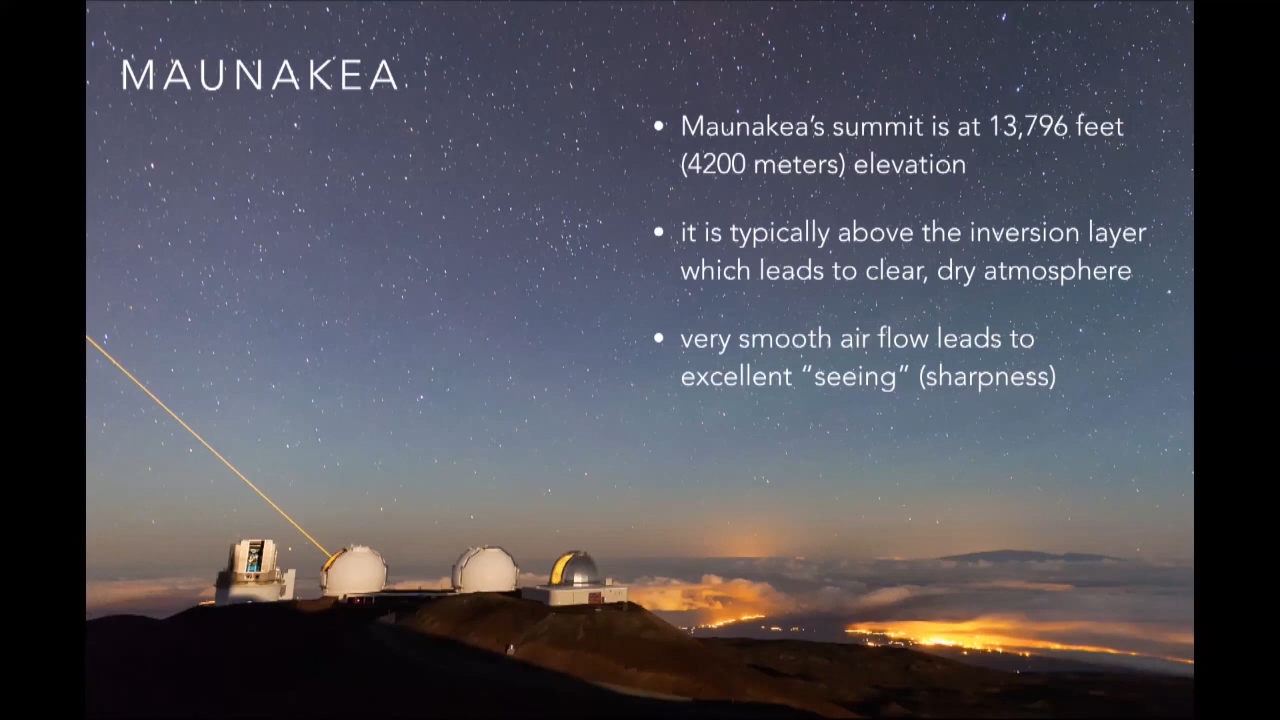 MAUNAKEA
• Maunakea’s summit is at 13,796 feet
(4200 meters) elevation
• it is typically above the inversion layer
which leads to clear, dry atmosphere
• very smooth air flow leads to
excellent “seeing” (sharpness)